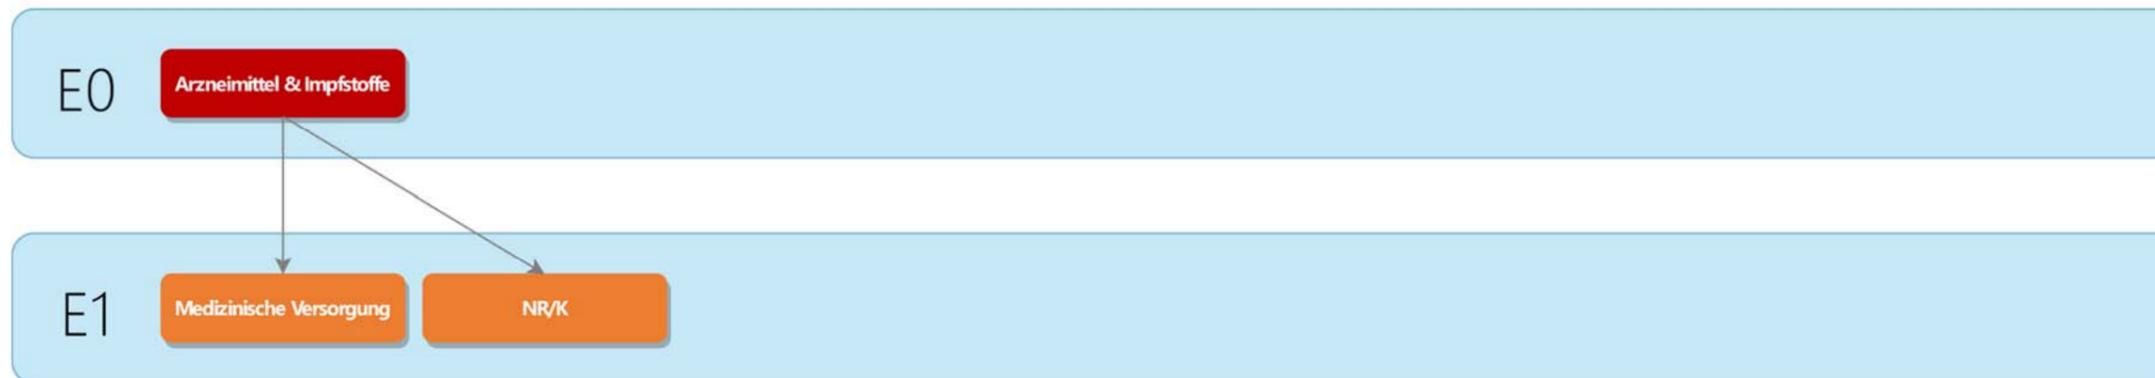 E0
Arzneimittel & Impfstoffe
E1
Medizinische Versorgung
NR/K